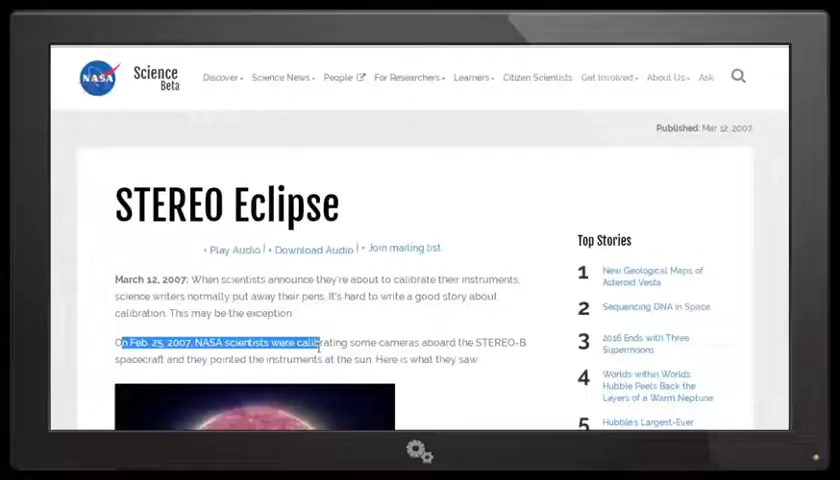 NASA
Science
Beta
Discover
Science News
People
For Researchers
Learners
Citizen Scientists
Get Involved
About Us
Ask
Published: Mar 12, 2007
STEREO Eclipse
+ Play Audio | + Download Audio | + Join mailing list
March 12, 2007: When scientists announce they're about to calibrate their instruments,
science writers normally put away their pens. It's hard to write a good story about
calibration. This may be the exception
On Feb. 25, 2007, NASA scientists were calibrating some cameras aboard the STEREO-B
spacecraft and they pointed the instruments at the sun. Here is what they saw
Top Stories
1 New Geological Maps of
Asteroid Vesta
2 Sequencing DNA in Space
3 2016 Ends with Three
Supermoons
4 Worlds within Worlds
Hubble Peels Back the
Layers of a Warm Neptune
5 Hubble's Largest-Ever